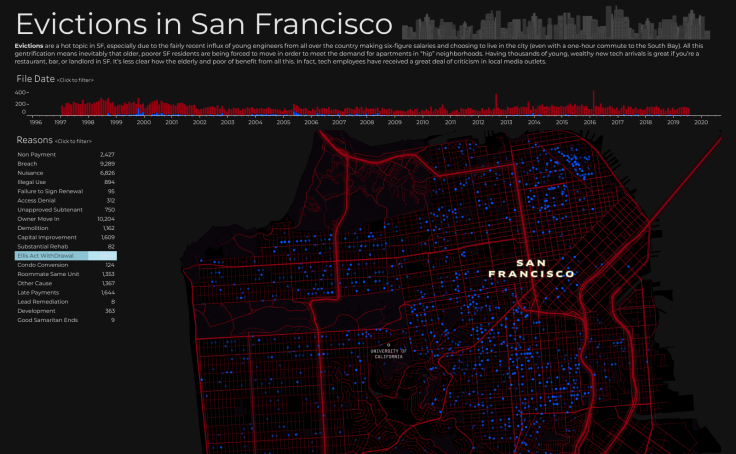 Evictions in San Francisco
Evictions are a hot topic in SF, especially due to the fairly recent influx of young engineers from all over the country making six-figure salaries and choosing to live in the city (even with a one-hour commute to the South Bay). All this
gentrification means inevitably that older, poorer SF residents are being forced to move in order to meet the demand for apartments in "hip" neighborhoods. Having thousands of young, wealthy new tech arrivals is great if you're a
restaurant, bar, or landlord in SF. It's less clear how the elderly and poor of benefit from all this. In fact, tech employees have received a great deal of criticism in local media outlets.
File Date <Click to filter>
400
200
0
1996 1997 1998 1999 2000 2001 2002 2003 2004 2005 2006 2007 2008 2009 2010 2011 2012 2013 2014 2015 2016 2017 2018 2019 2020
Reasons <Click to filter>
Non Payment 2,427
Breach 9,289
Nuisance 6,826
Illegal Use 894
Failure to Sign Renewal 95
Access Denial 312
Unapproved Subtenant 750
Owner Move In 10,204
Demolition 1,162
Capital Improvement 1,609
Substantial Rehab 82
Ellis Act WithDrawal
Condo Conversion 124
Roommate Same Unit 1,353
Other Cause 1,367
Late Payments 1,644
Lead Remediation 8
Development 363
Good Samaritan Ends 9
SAN
FRANCISCO
UNIVERSITY OF
CALIFORNIA